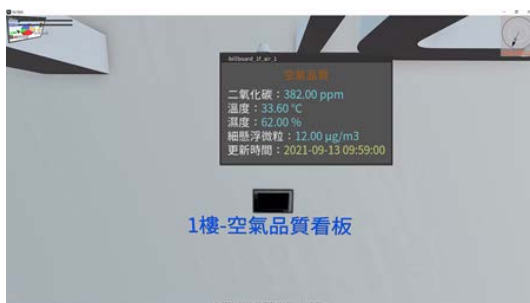 billboard_1f_air_1
空氣品質
二氧化碳：382.00 ppm
溫度：33.60 °C
濕度：62.00 %
細懸浮微粒：12.00 µg/m3
更新時間：2021-09-13 09:59:00
1樓-空氣品質看板